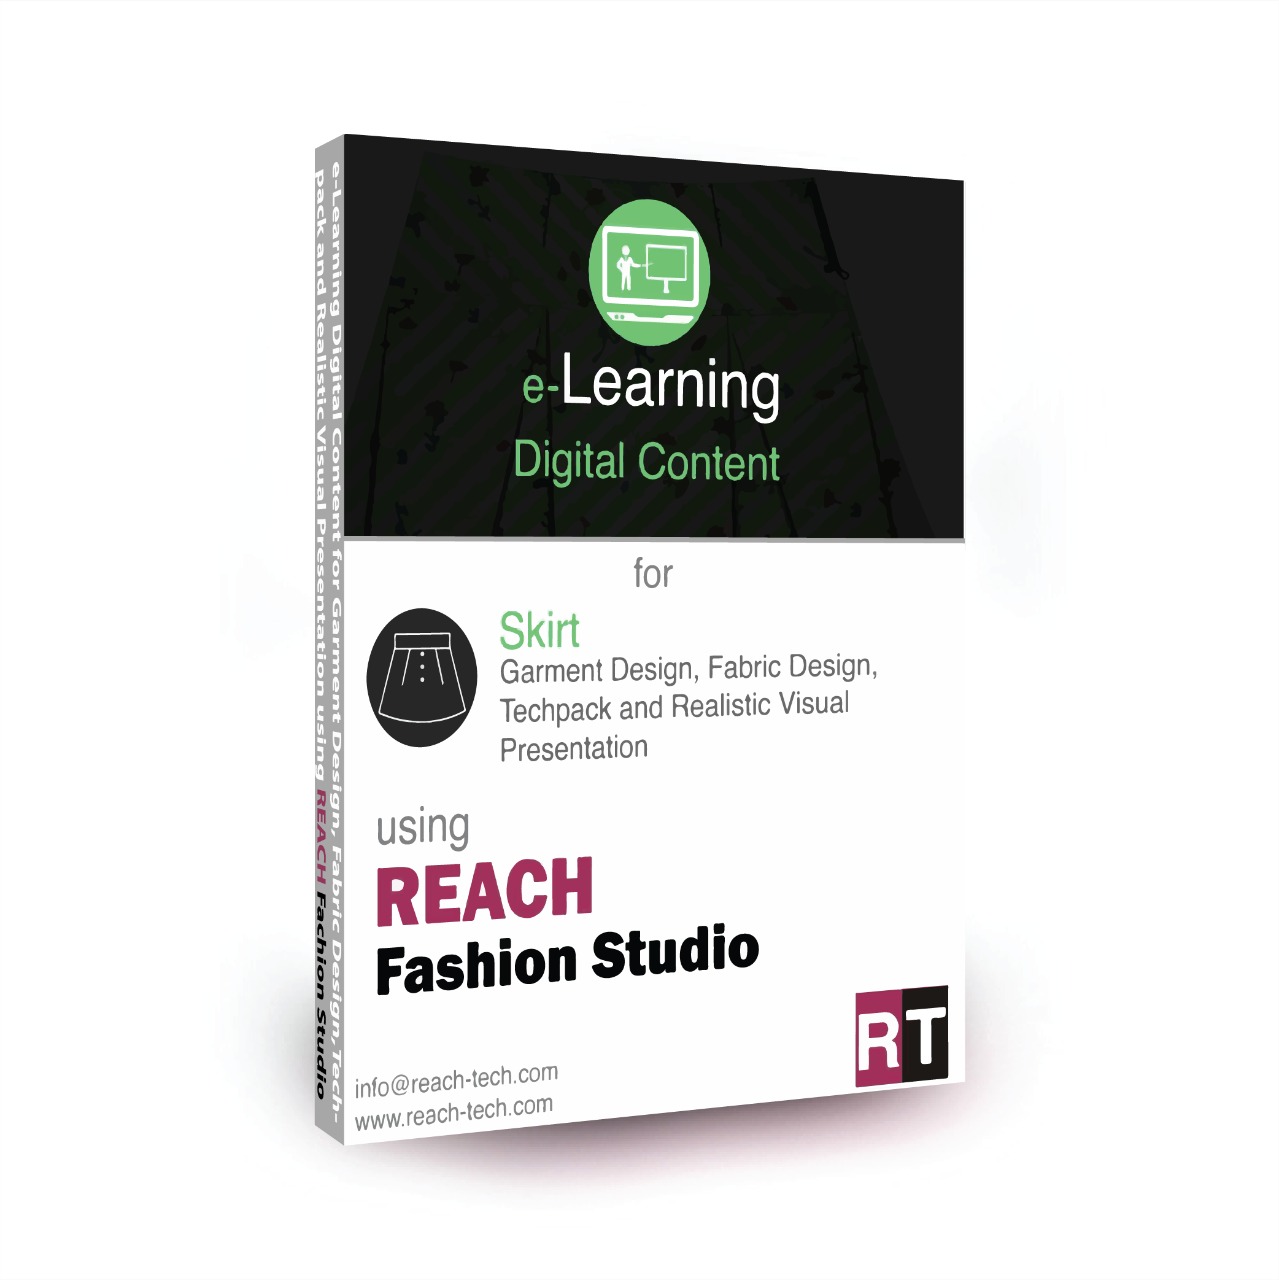 e-Learning
Digital Content
for
Skirt
Garment Design, Fabric Design,
Techpack and Realistic Visual
Presentation
using
REACH
Fashion Studio
RT
info@reach-tech.com
www.reach-tech.com
e-Learning Digital Content for Garment Design, Fabric Design, Tech-
pack and Realistic Visual Presentation using REACH Fachion Studio